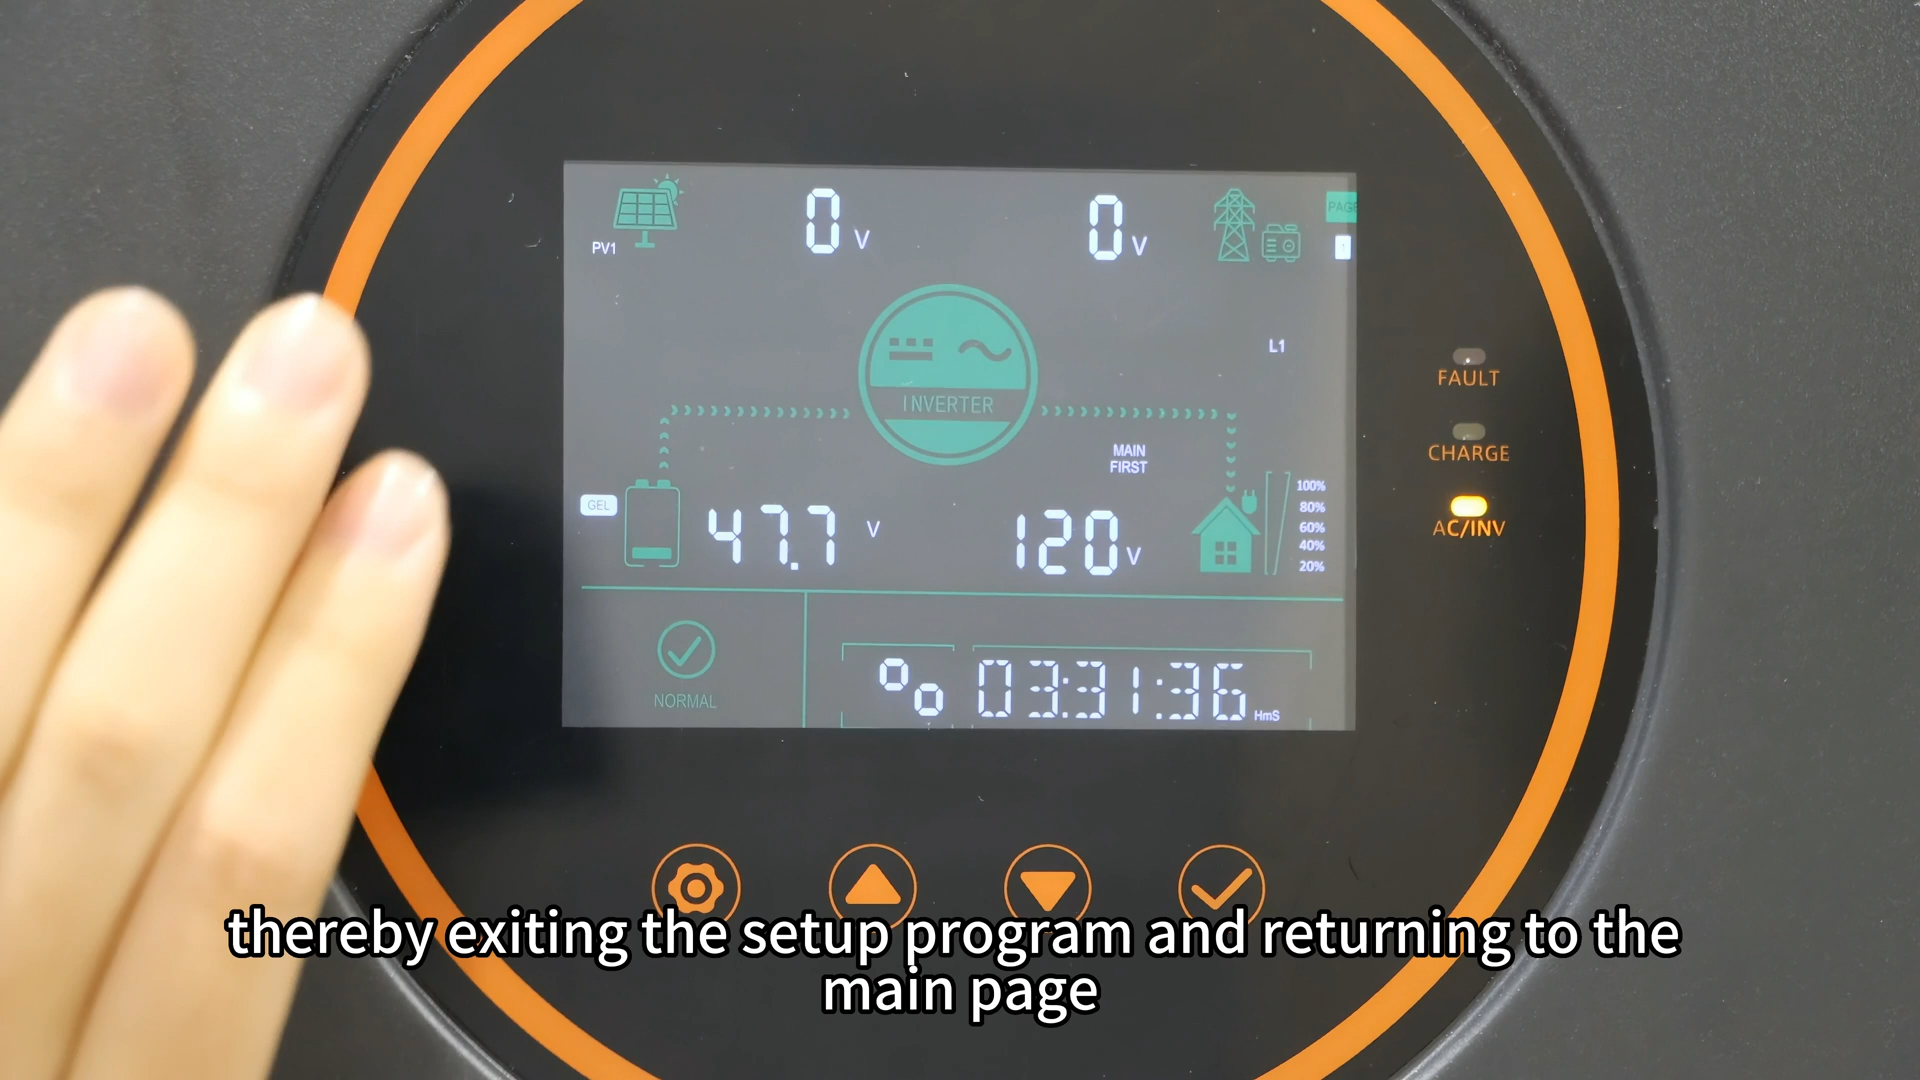 0 V
0 V
PAGE
PV1
L1
INVERTER
FAULT
CHARGE
AC/INV
MAIN
FIRST
GEL
47.7 V
120 V
100%
80%
60%
40%
20%
NORMAL
03:31:36 HmS
thereby exiting the setup program and returning to the
main page